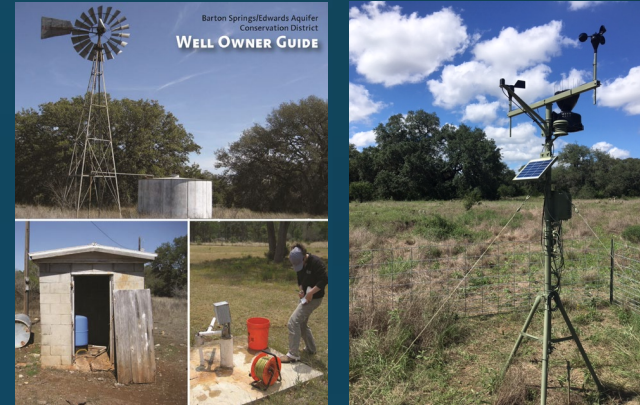 Barton Springs/Edwards Aquifer
Conservation District
WELL OWNER GUIDE